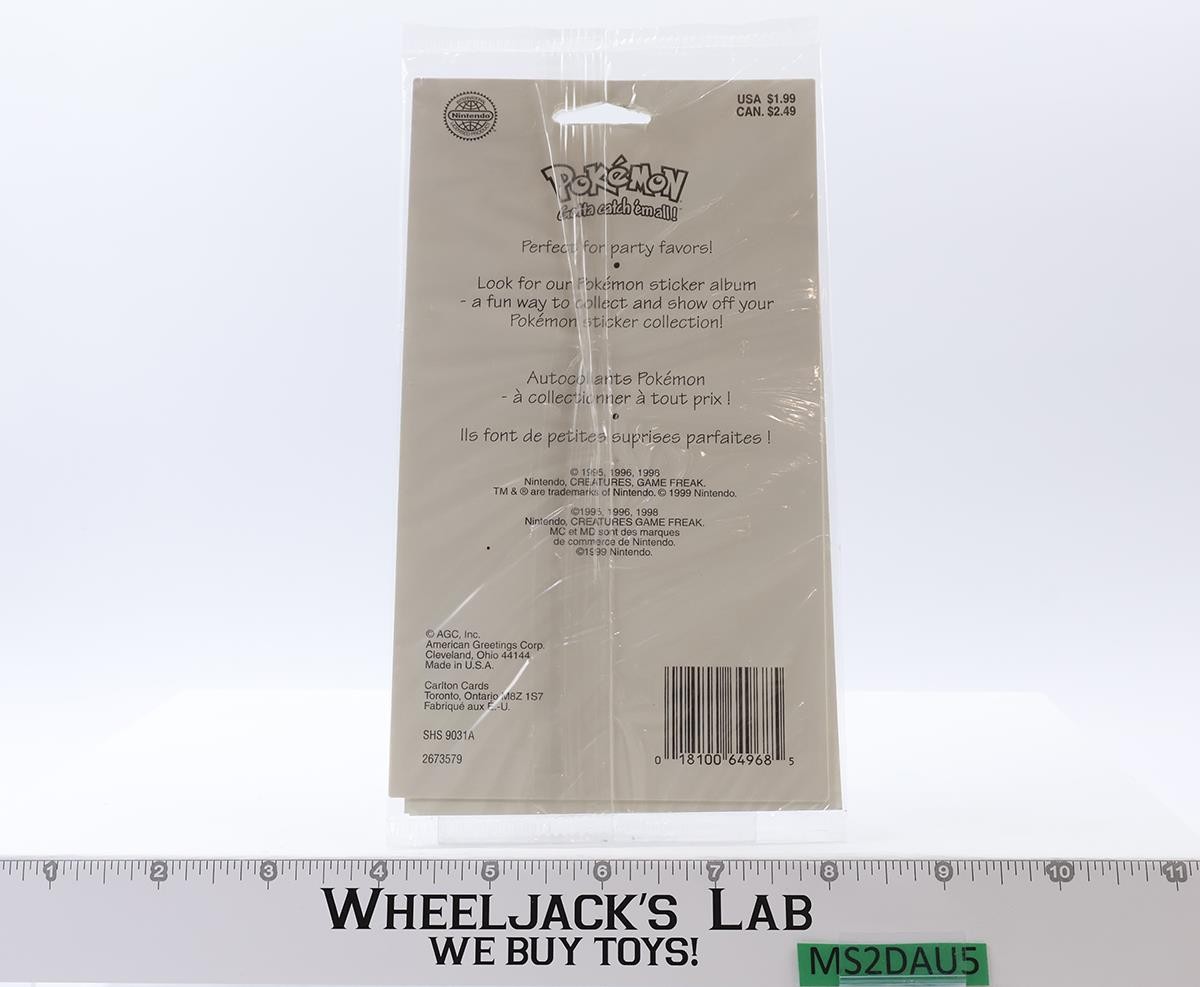 Nintendo
USA $1.99
CAN. $2.49
POKéMON
Gotta catch 'em all!
Perfect for party favors!
Look for our Pokémon sticker album
- a fun way to collect and show off your
Pokémon sticker collection!
Autocollants Pokémon
- à collectionner à tout prix !
Ils font de petites suprises parfaites !
© 1995, 1996, 1998
Nintendo, CREATURES, GAME FREAK.
TM & ® are trademarks of Nintendo. © 1999 Nintendo.
©1995, 1996, 1998
Nintendo, CREATURES GAME FREAK.
MC et MD sont des marques
de commerce de Nintendo.
©1999 Nintendo.
© AGC, Inc.
American Greetings Corp.
Cleveland, Ohio 44144
Made in U.S.A.
Carlton Cards
Toronto, Ontario M8Z 1S7
Fabriqué aux É.-U.
SHS 9031A
2673579
0 18100 64968 5
1 2 3 4 5 6 7 8 9 10 11
WHEELJACK'S LAB
WE BUY TOYS!
MS2DAU5